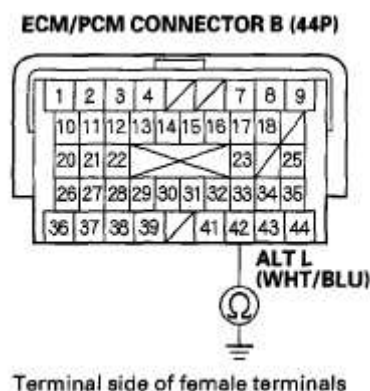 ECM/PCM CONNECTOR B (44P)
1 2 3 4 7 8 9
10 11 12 13 14 15 16 17 18
20 21 22 23 25
26 27 28 29 30 31 32 33 34 35
36 37 38 39 41 42 43 44
ALT L
(WHT/BLU)
Ω
Terminal side of female terminals